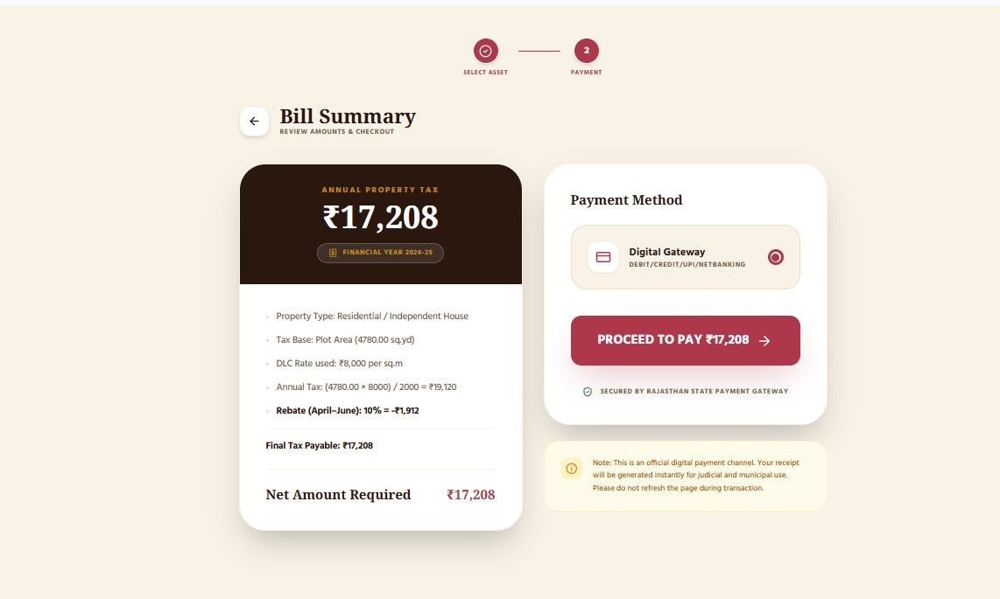 2
SELECT ASSET
PAYMENT
Bill Summary
REVIEW AMOUNTS & CHECKOUT
ANNUAL PROPERTY TAX
₹17,208
FINANCIAL YEAR 2024-25
Property Type: Residential / Independent House
Tax Base: Plot Area (4780.00 sq.yd)
DLC Rate used: ₹8,000 per sq.m
Annual Tax: (4780.00 × 8000) / 2000 = ₹19,120
Rebate (April–June): 10% = -₹1,912
Final Tax Payable: ₹17,208
Net Amount Required ₹17,208
Payment Method
Digital Gateway
DEBIT/CREDIT/UPI/NETBANKING
PROCEED TO PAY ₹17,208
SECURED BY RAJASTHAN STATE PAYMENT GATEWAY
Note: This is an official digital payment channel. Your receipt
will be generated instantly for judicial and municipal use.
Please do not refresh the page during transaction.